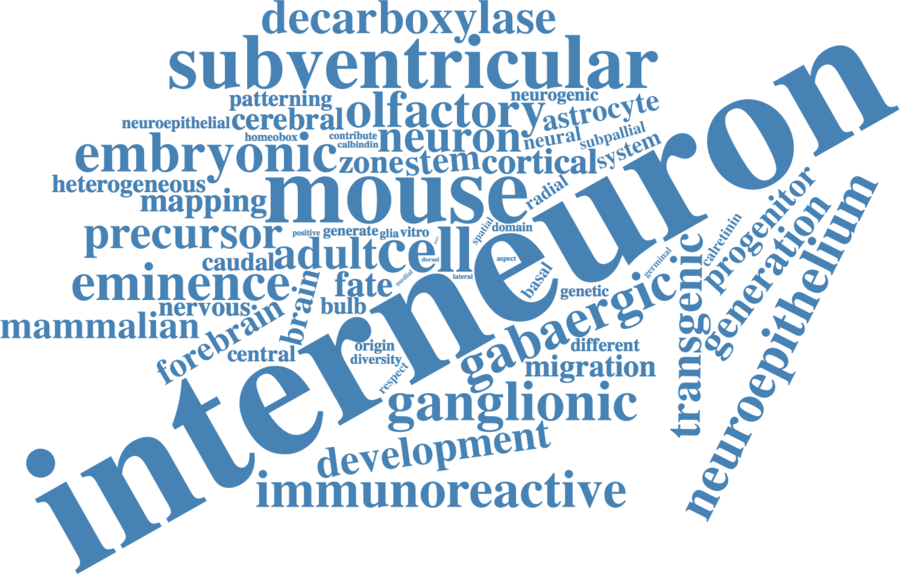 decarboxylase
subventricular
patterning
neurogenic
olfactory
astrocyte
neuroepithelial
cerebral
homeobox
contribute
calbindin
neuron
neural
subpallial
system
embryonic
zone
stem
cortical
heterogeneous
mouse
radial
mapping
precursor
positive
generate
glia
vitro
spatial
domain
caudal
adult
cell
dorsal
aspect
lateral
medial
basal
germinal
calretinin
progenitor
generation
neuroepithelium
eminence
fate
genetic
nervous
bulb
brain
mammalian
forebrain
central
origin
diversity
respect
interneuron
gabaergic
transgenic
different
migration
ganglionic
development
immunoreactive